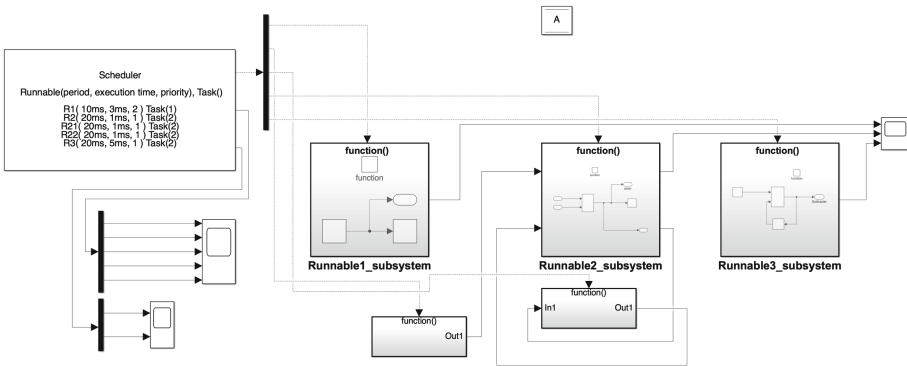 A
Scheduler
Runnable(period, execution time, priority), Task()
R1( 10ms, 3ms, 2 ) Task(1)
R2( 20ms, 1ms, 1 ) Task(2)
R21( 20ms, 1ms, 1 ) Task(2)
R22( 20ms, 1ms, 1 ) Task(2)
R3( 20ms, 5ms, 1 ) Task(2)
function()
function()
function()
function
Runnable1_subsystem
Runnable2_subsystem
Runnable3_subsystem
function()
In1
Out1
function()
Out1